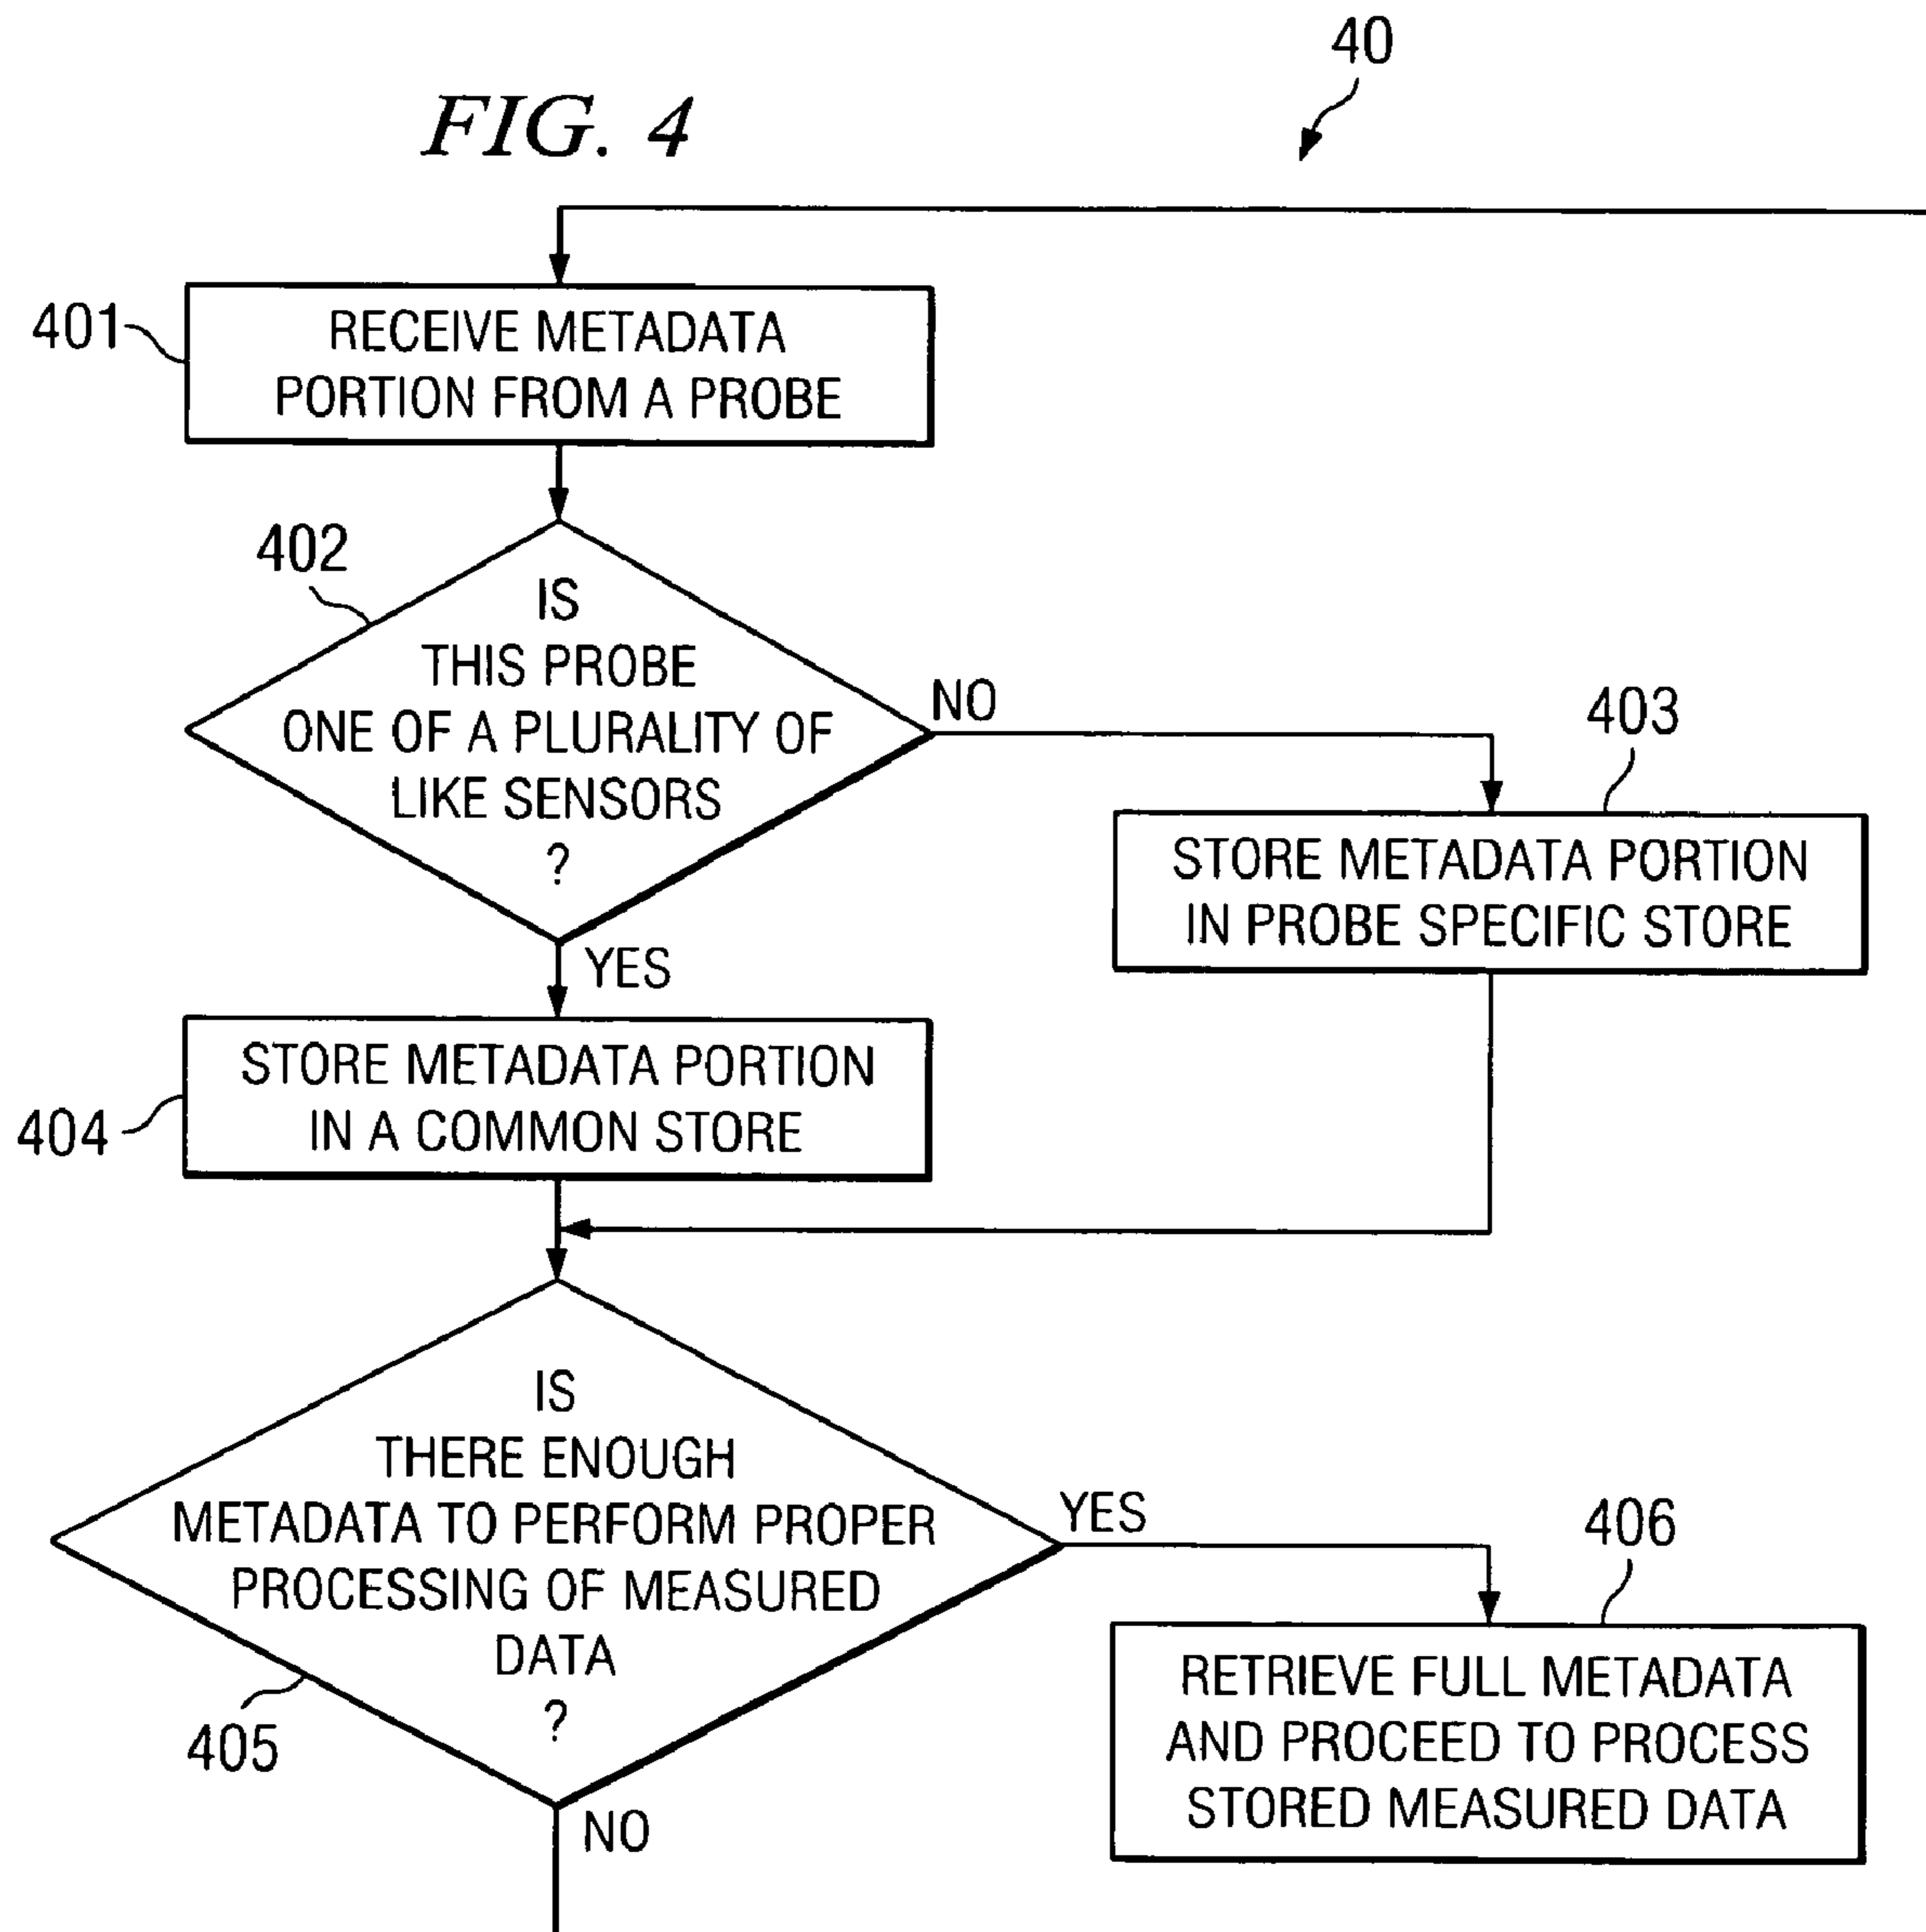 40
FIG. 4
401
RECEIVE METADATA
PORTION FROM A PROBE
402
IS
THIS PROBE
ONE OF A PLURALITY OF
LIKE SENSORS
?
NO
403
STORE METADATA PORTION
IN PROBE SPECIFIC STORE
YES
404
STORE METADATA PORTION
IN A COMMON STORE
IS
THERE ENOUGH
METADATA TO PERFORM PROPER
PROCESSING OF MEASURED
DATA
?
405
YES
406
RETRIEVE FULL METADATA
AND PROCEED TO PROCESS
STORED MEASURED DATA
NO